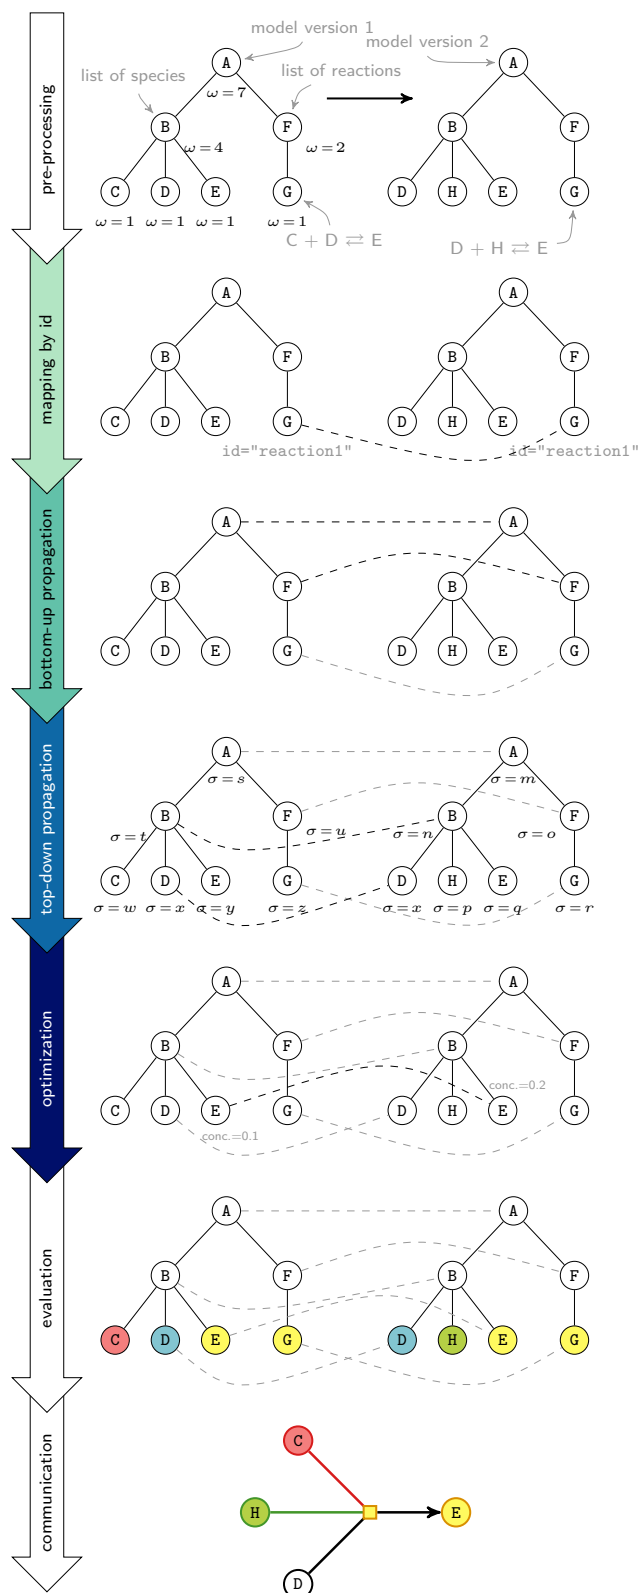 pre-processing
model version 1
model version 2
A
A
list of species
list of reactions
ω=7
B
F
B
F
ω=4
ω=2
C
D
E
G
D
H
E
G
ω=1
ω=1
ω=1
ω=1
C + D ⇄ E
D + H ⇄ E
mapping by id
A
A
B
F
B
F
C
D
E
G
D
H
E
G
id="reaction1"
id="reaction1"
bottom-up propagation
A
A
B
F
B
F
C
D
E
G
D
H
E
G
top-down propagation
A
A
σ=s
σ=m
B
F
B
F
σ=t
σ=u
σ=n
σ=o
C
D
E
G
D
H
E
G
σ=w
σ=x
σ=y
σ=z
σ=x
σ=p
σ=q
σ=r
optimization
A
A
B
F
B
F
conc.=0.2
C
D
E
G
D
H
E
G
conc.=0.1
evaluation
A
A
B
F
B
F
C
D
E
G
D
H
E
G
communication
C
H
E
D